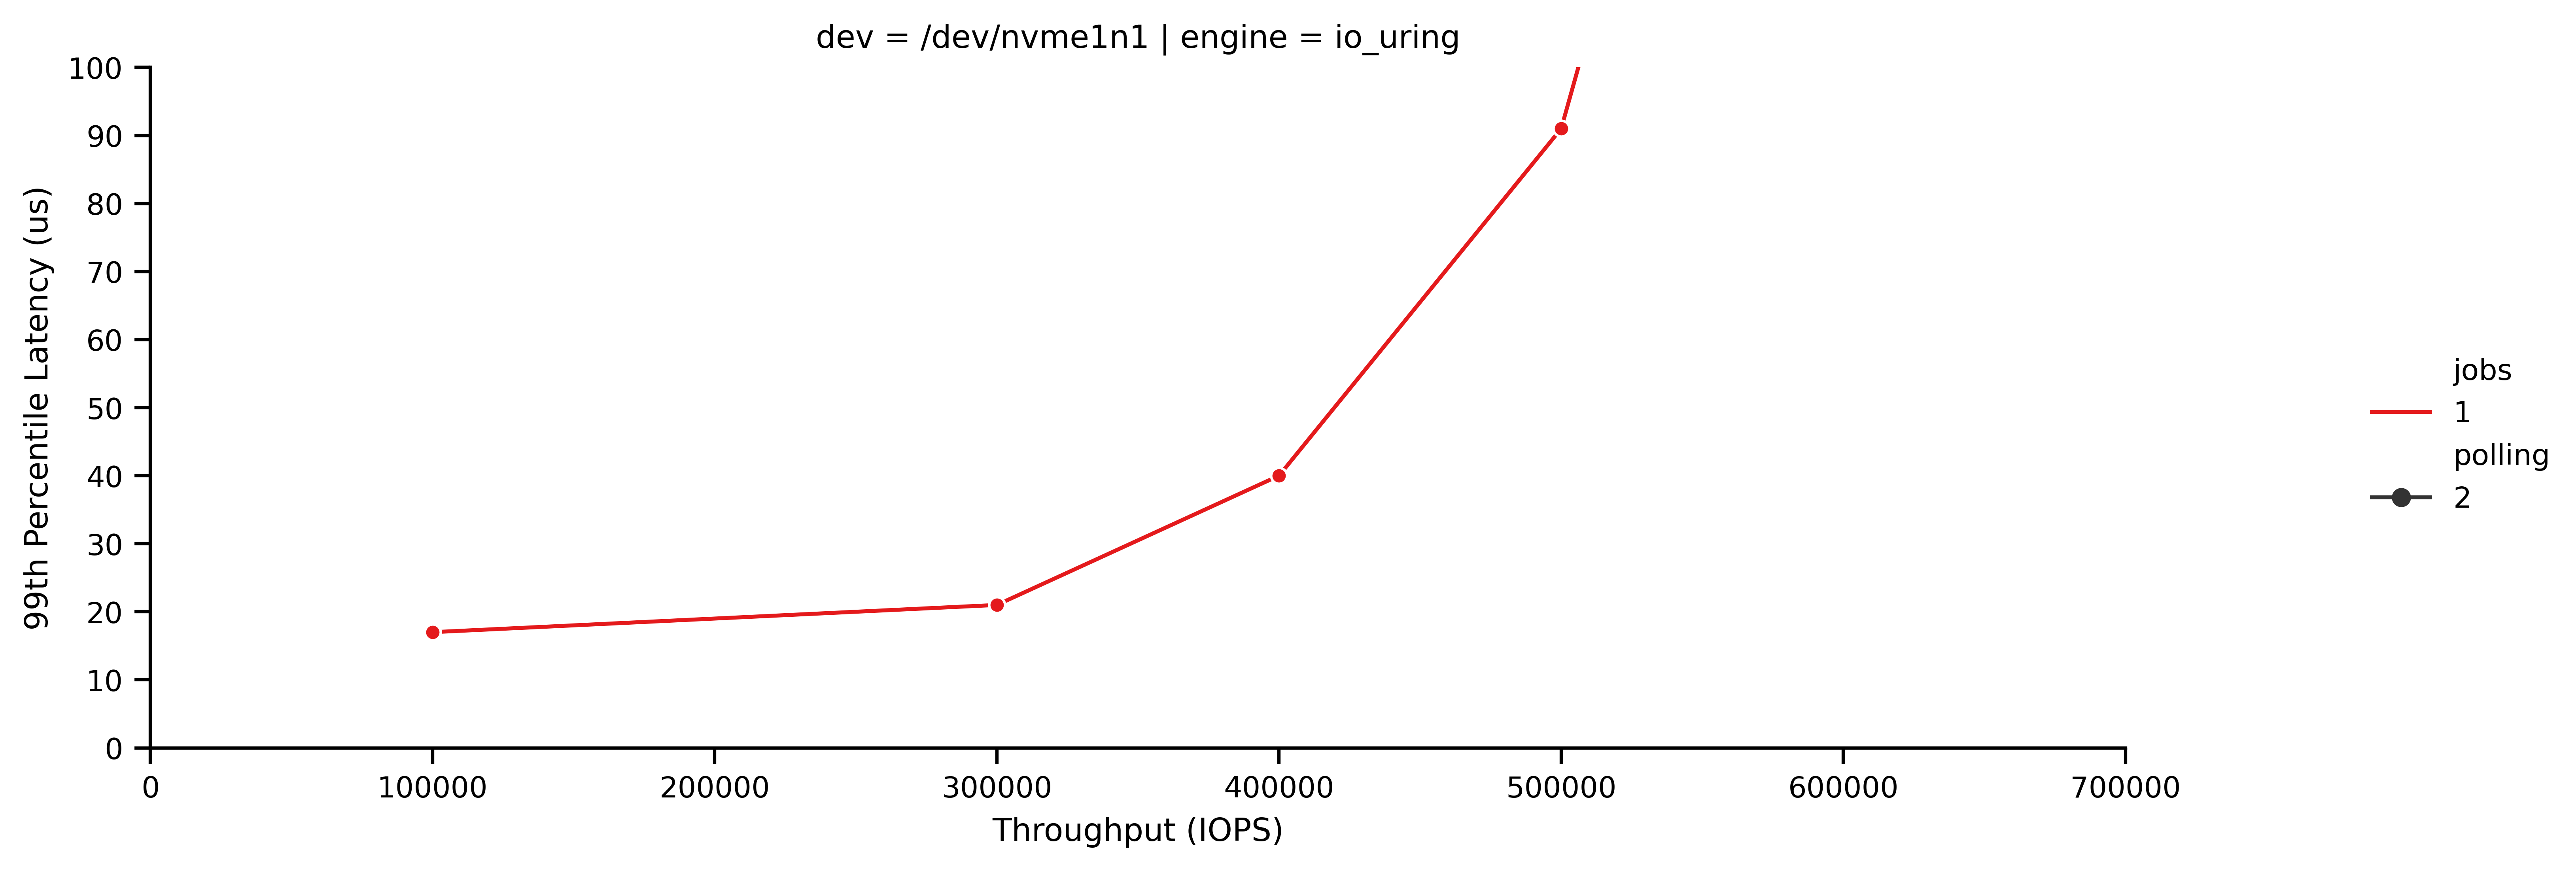 dev = /dev/nvme1n1 | engine = io_uring
100
90
80
70
60
50
40
30
20
10
0
99th Percentile Latency (us)
0 100000 200000 300000 400000 500000 600000 700000
Throughput (IOPS)
jobs
1
polling
2